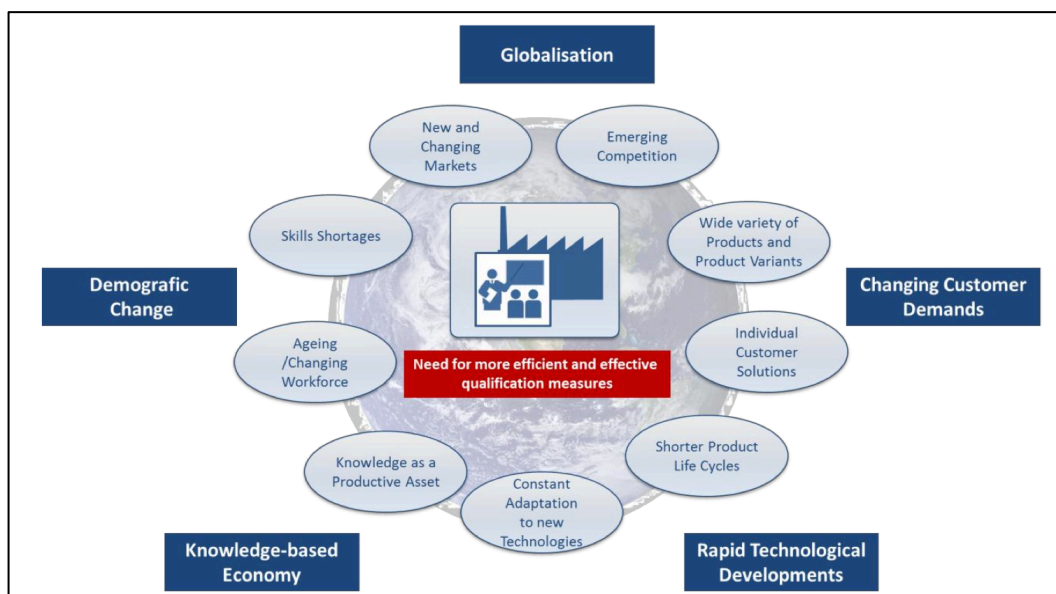 Globalisation
New and
Changing
Markets
Emerging
Competition
Skills Shortages
Wide variety of
Products and
Product Variants
Demografic
Change
Changing Customer
Demands
Ageing
/Changing
Workforce
Individual
Customer
Solutions
Need for more efficient and effective
qualification measures
Knowledge as a
Productive Asset
Shorter Product
Life Cycles
Constant
Adaptation
to new
Technologies
Knowledge-based
Economy
Rapid Technological
Developments